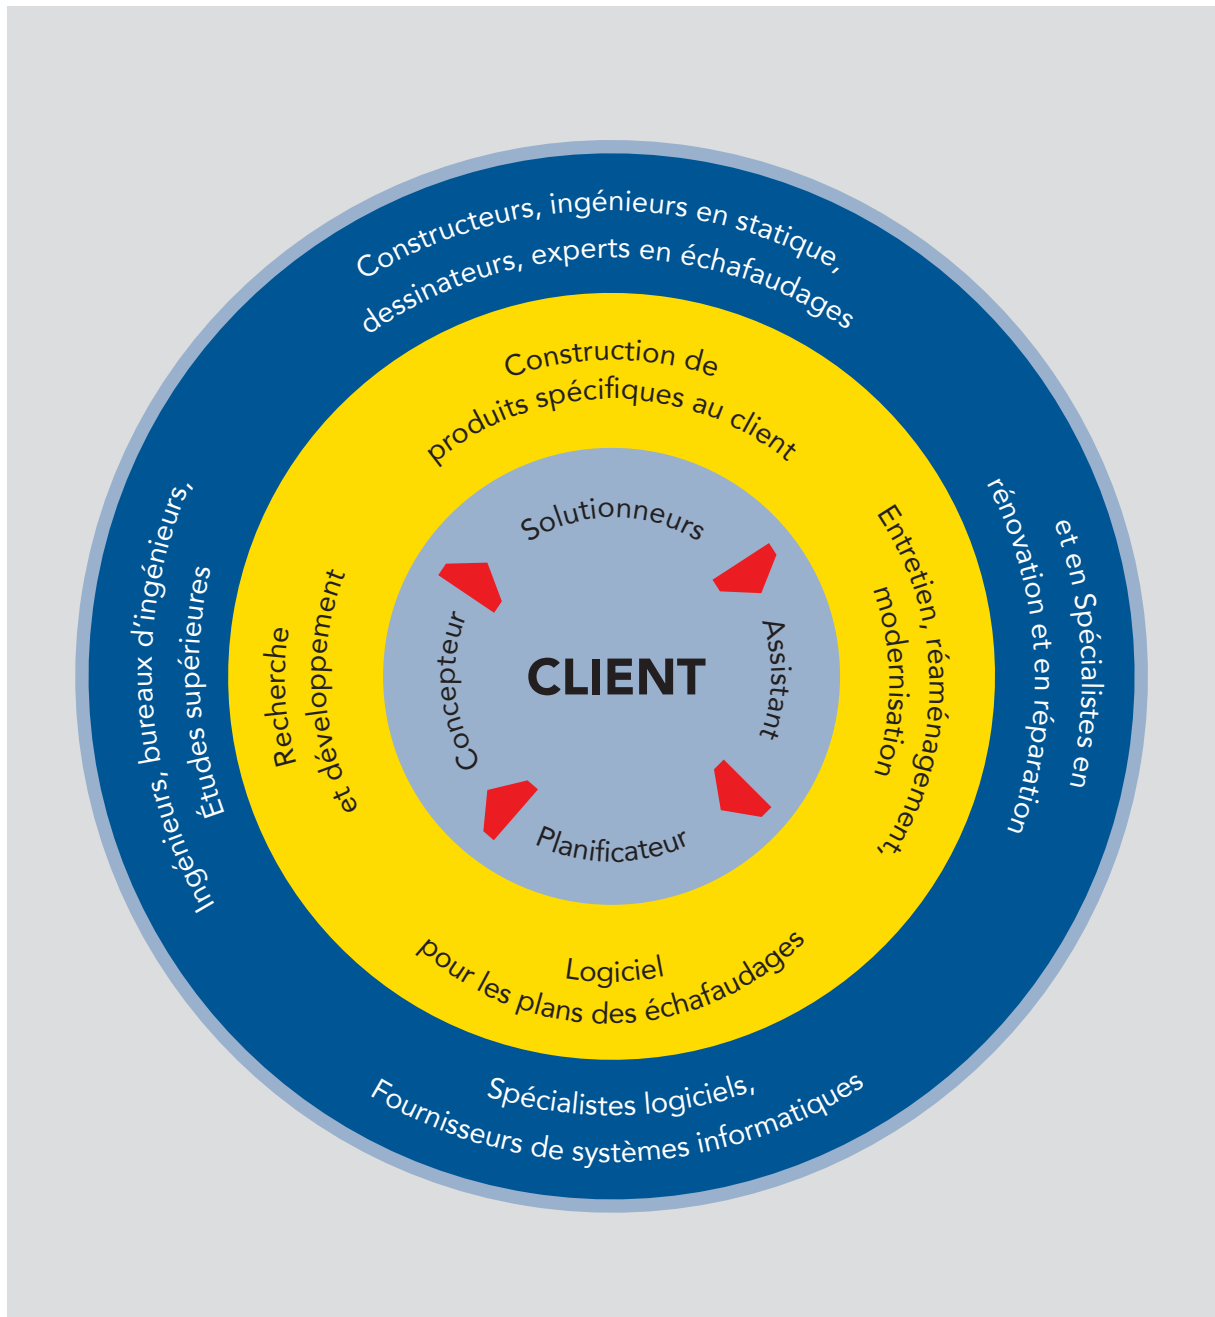 Constructeurs, ingénieurs en statique,
dessinateurs, experts en échafaudages
Construction de
produits spécifiques au client
Solutionneurs
Ingénieurs, bureaux d'ingénieurs,
Études supérieures
Recherche
et développement
Concepteur
CLIENT
Assistant
Entretien, réaménagement,
modernisation
et en Spécialistes en
rénovation et en réparation
Planificateur
Logiciel
pour les plans des échafaudages
Spécialistes logiciels,
Fournisseurs de systèmes informatiques